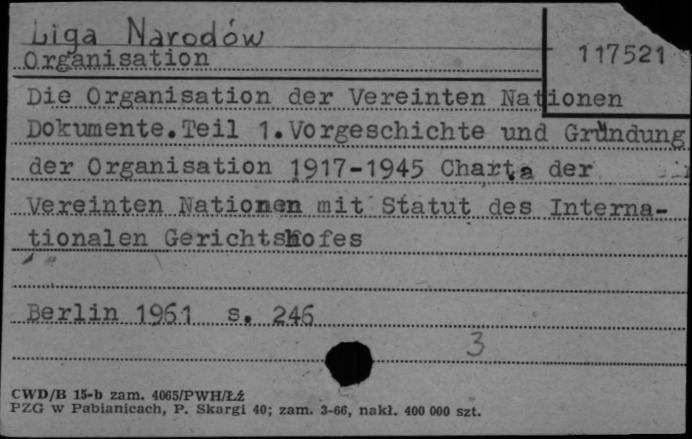 Liga Narodów
Organisation
117521
Die Organisation der Vereinten Nationen
Dokumente.Teil 1.Vorgeschichte und Gründung
der Organisation 1917-1945 Charta der
Vereinten Nationen mit Statut des Interna-
tionalen Gerichtshofes
Berlin 1961 s. 246
3
CWD/B 15-b zam. 4065/PWH/Łź
PZG w Pabianicach, P. Skargi 40; zam. 3-66, nakł. 400 000 szt.